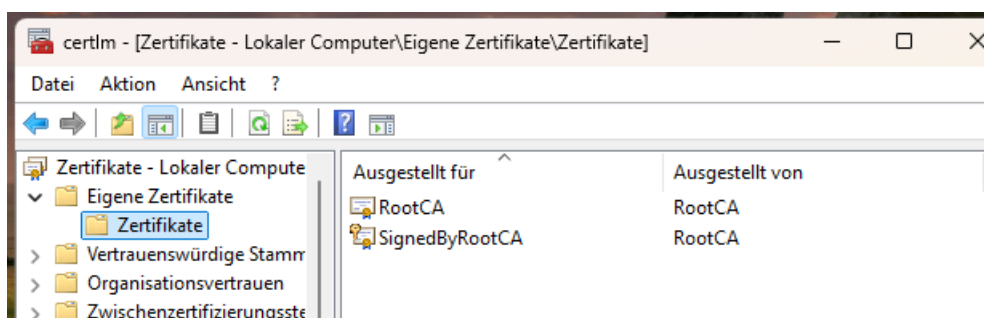 certlm - [Zertifikate - Lokaler Computer\Eigene Zertifikate\Zertifikate]
Datei Aktion Ansicht ?
Zertifikate - Lokaler Compute
Eigene Zertifikate
Zertifikate
Vertrauenswürdige Stamm
Organisationsvertrauen
Zwischenzertifizierungsste
Ausgestellt für Ausgestellt von
RootCA RootCA
SignedByRootCA RootCA